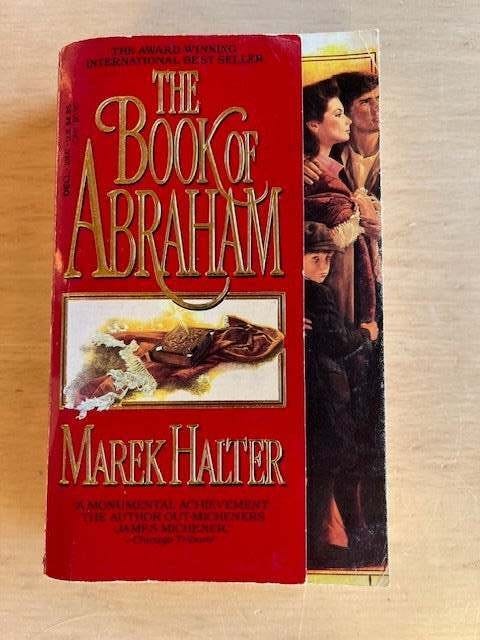 THE AWARD-WINNING
INTERNATIONAL BEST SELLER
THE
BOOK OF
ABRAHAM
MAREK HALTER
"A MONUMENTAL ACHIEVEMENT.
THE AUTHOR OUT-MICHENERS
JAMES MICHENER."
—Chicago Tribune